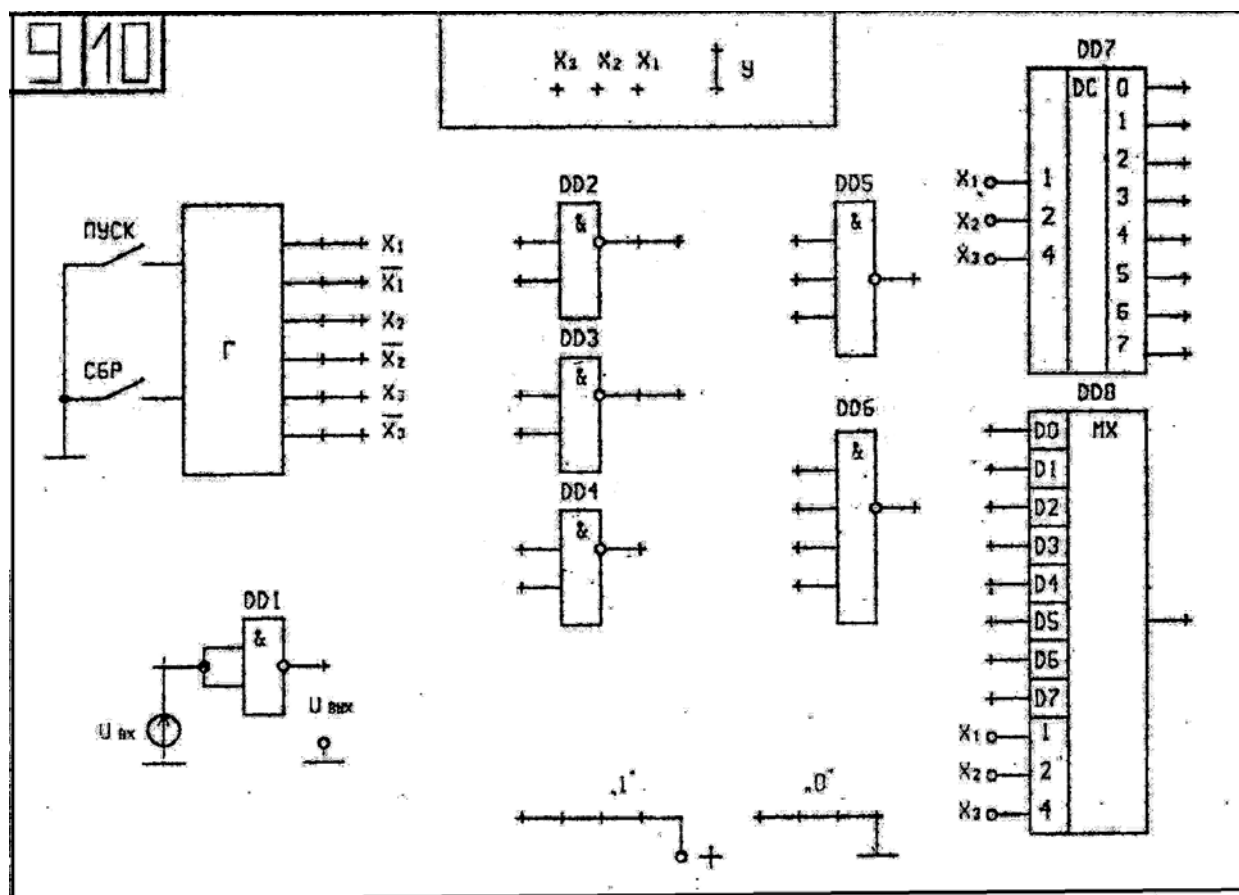 9 10
X₃ X₂ X₁ y
DD7
DC
0
1
2
3
4
5
6
7
X₁ 1
X₂ 2
X₃ 4
ПУСК
СБР
Г
X₁
X̅₁
X₂
X̅₂
X₃
X̅₃
DD2
&
DD3
&
DD4
&
DD5
&
DD6
&
DD8
MX
D0
D1
D2
D3
D4
D5
D6
D7
X₁ 1
X₂ 2
X₃ 4
DD1
&
U вх
U вых
„1"
+
„0"